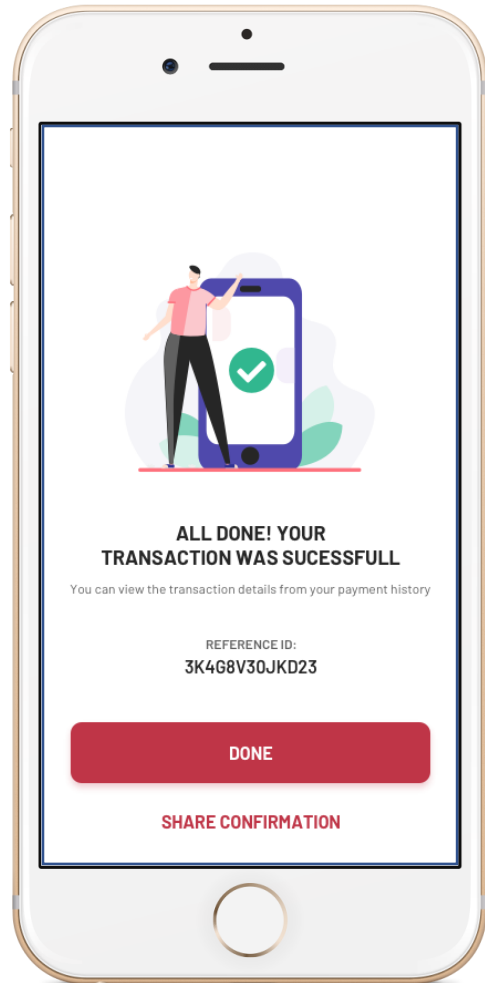 ALL DONE! YOUR
TRANSACTION WAS SUCESSFULL
You can view the transaction details from your payment history
REFERENCE ID:
3K4G8V30JKD23
DONE
SHARE CONFIRMATION